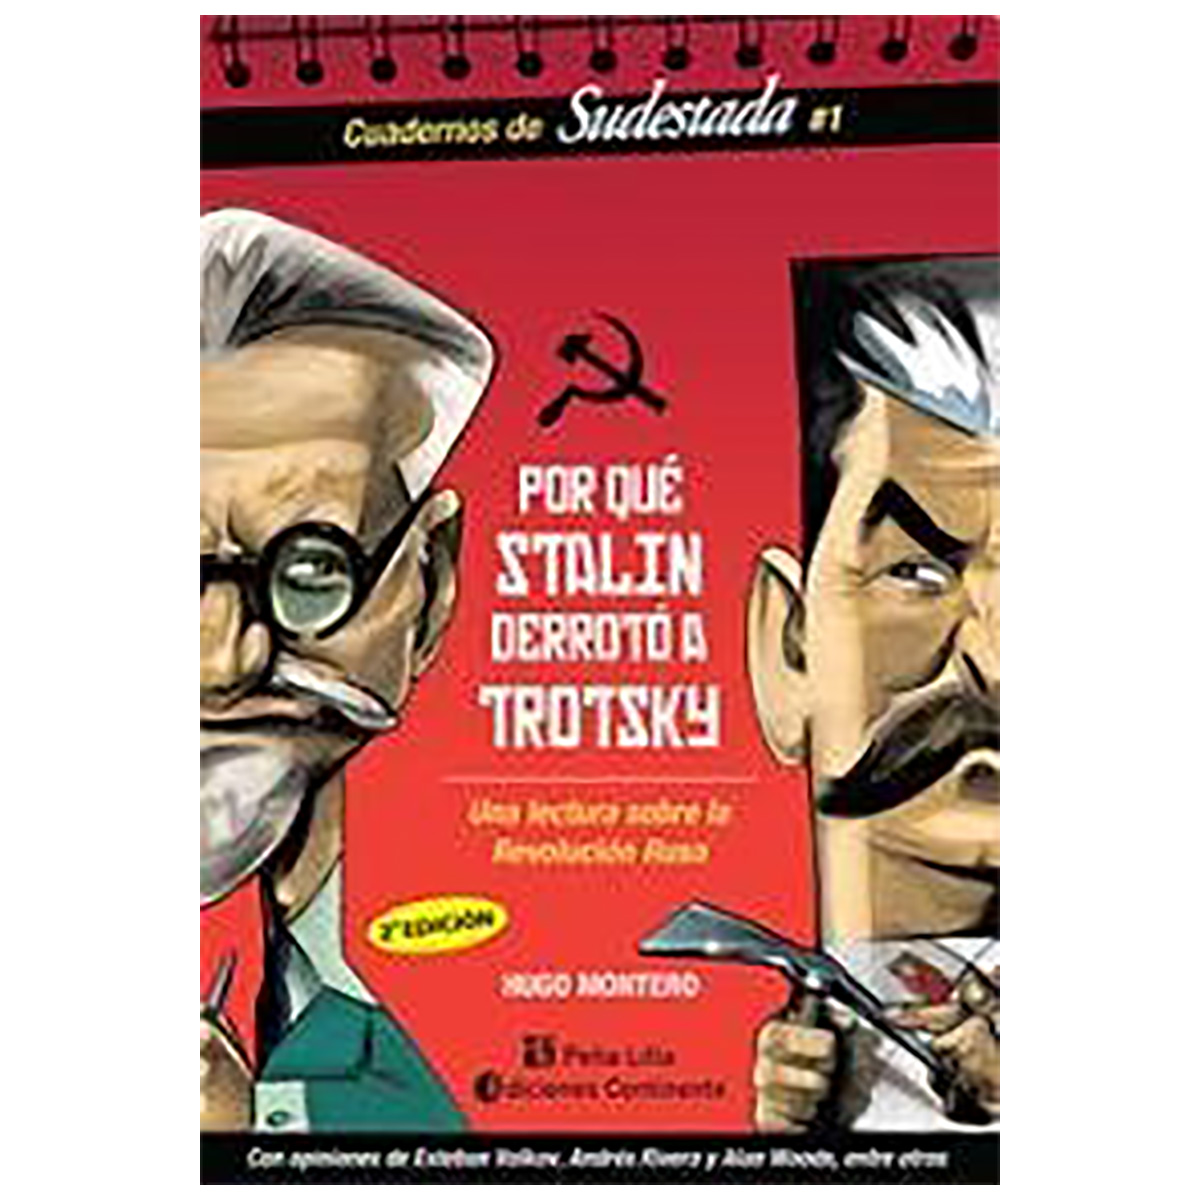 Cuadernos de Sudestada #1
POR QUÉ
STALIN
DERROTÓ A
TROTSKY
Una lectura sobre la
Revolución Rusa
2ª EDICIÓN
HUGO MONTERO
Peña Lillo
Ediciones Continente
Con opiniones de Esteban Volkov, Andrés Rivera y Alan Woods, entre otros